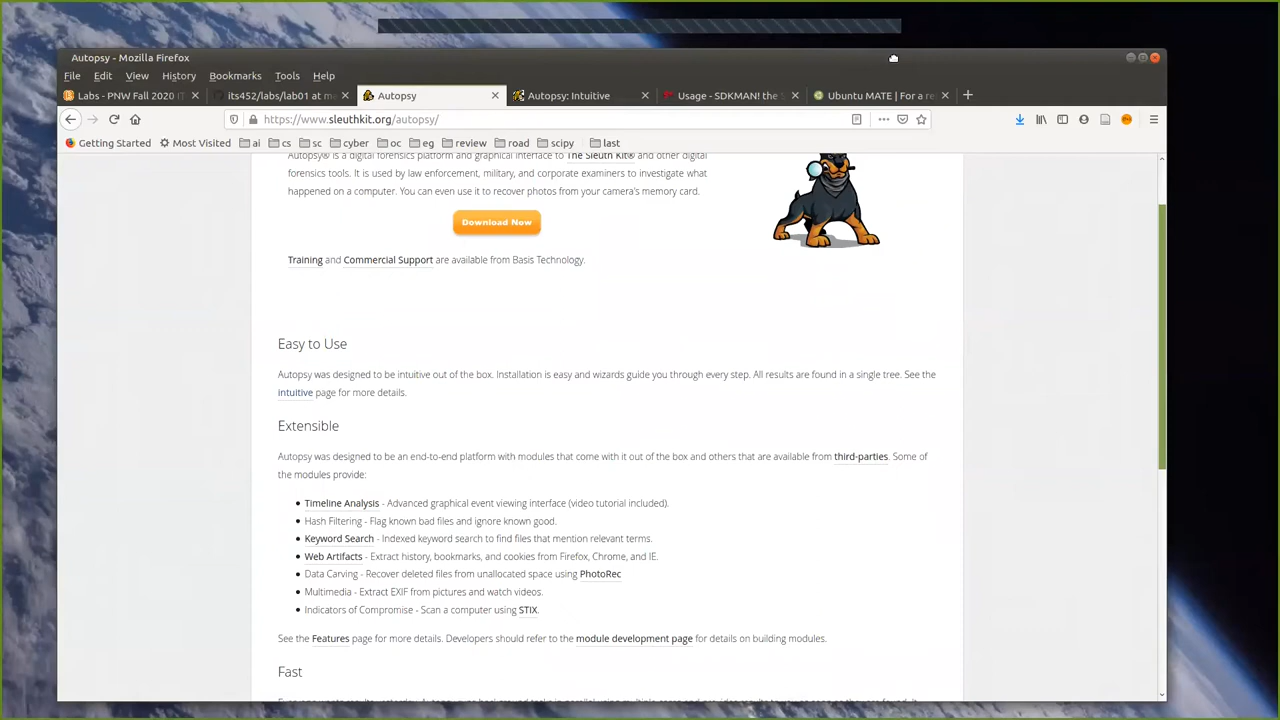 Autopsy - Mozilla Firefox
File Edit View History Bookmarks Tools Help
Labs - PNW Fall 2020 (T its452/labs/lab01 at ma Autopsy Autopsy: Intuitive Usage - SDKMAN! the S Ubuntu MATE | For a re
https://www.sleuthkit.org/autopsy/
Getting Started Most Visited ai cs sc cyber oc eg review road scipy last
Autopsy® is a digital forensics platform and graphical interface to The Sleuth Kit® and other digital
forensics tools. It is used by law enforcement, military, and corporate examiners to investigate what
happened on a computer. You can even use it to recover photos from your camera's memory card.
Download Now
Training and Commercial Support are available from Basis Technology.
Easy to Use
Autopsy was designed to be intuitive out of the box. Installation is easy and wizards guide you through every step. All results are found in a single tree. See the
intuitive page for more details.
Extensible
Autopsy was designed to be an end-to-end platform with modules that come with it out of the box and others that are available from third-parties. Some of
the modules provide:
• Timeline Analysis - Advanced graphical event viewing interface (video tutorial included).
• Hash Filtering - Flag known bad files and ignore known good.
• Keyword Search - Indexed keyword search to find files that mention relevant terms.
• Web Artifacts - Extract history, bookmarks, and cookies from Firefox, Chrome, and IE.
• Data Carving - Recover deleted files from unallocated space using PhotoRec
• Multimedia - Extract EXIF from pictures and watch videos.
• Indicators of Compromise - Scan a computer using STIX.
See the Features page for more details. Developers should refer to the module development page for details on building modules.
Fast